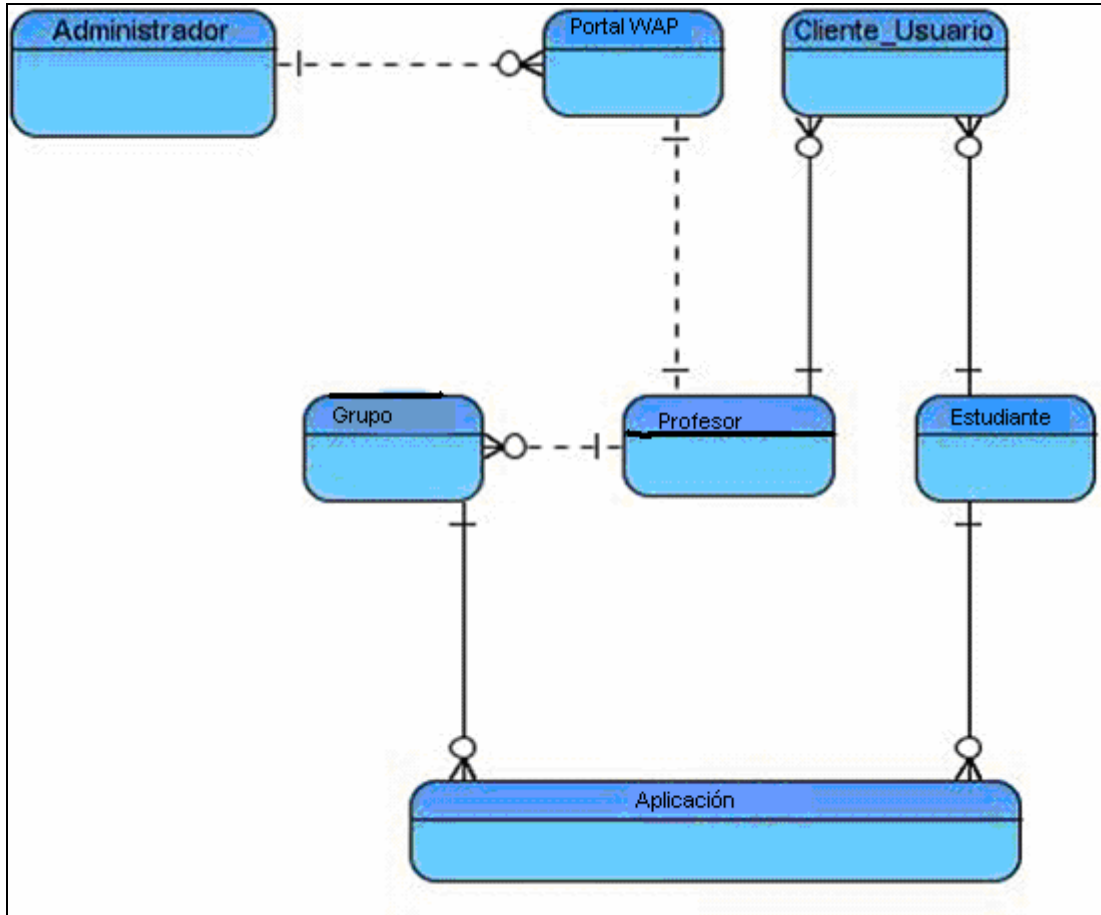 Administrador
Portal WAP
Cliente_Usuario
Grupo
Profesor
Estudiante
Aplicación